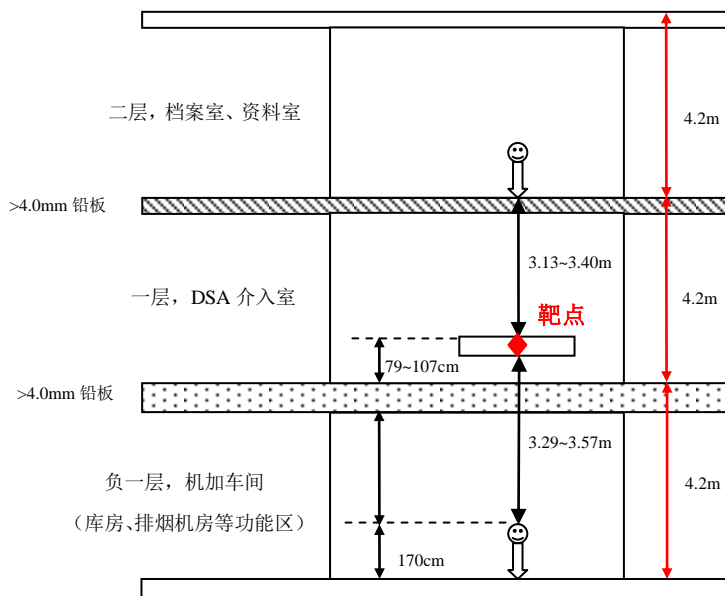 二层，档案室、资料室
4.2m
>4.0mm 铅板
3.13~3.40m
一层，DSA 介入室
4.2m
靶点
79~107cm
>4.0mm 铅板
3.29~3.57m
负一层，机加车间
4.2m
（库房、排烟机房等功能区）
170cm